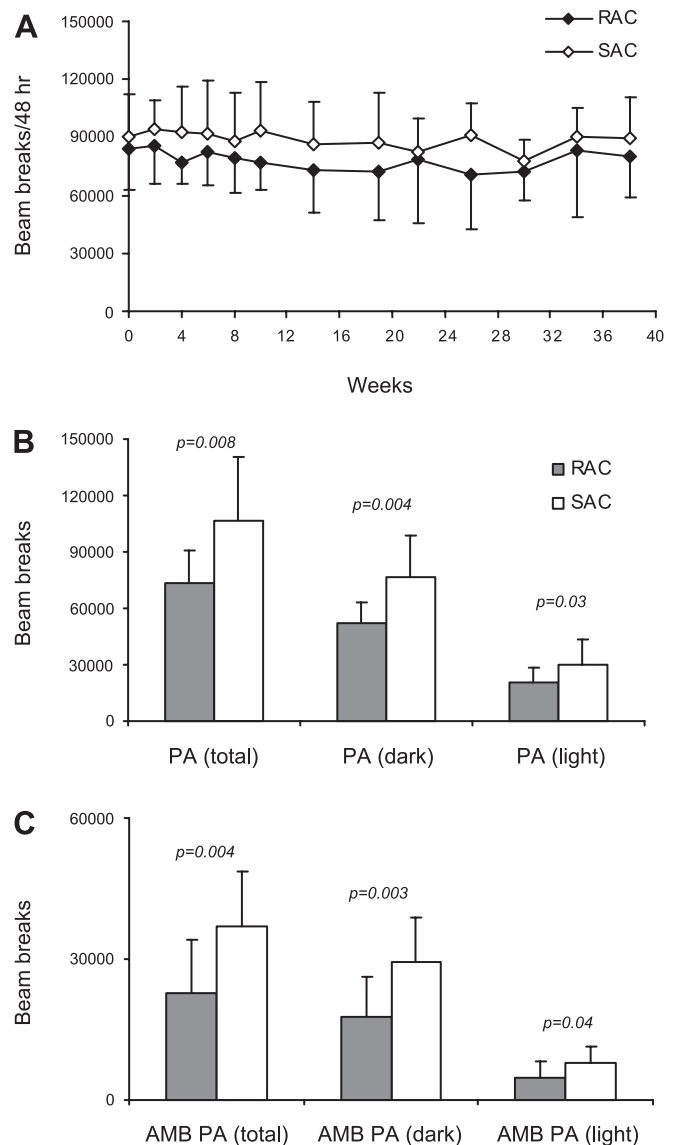 A
150000
120000
90000
60000
30000
0
Beam breaks/48 hr
RAC
SAC
0 2 4 8 12 16 20 22 24 28 32 36 40
Weeks
B
150000
120000
90000
60000
30000
0
Beam breaks
p=0.008
p=0.004
p=0.03
RAC
SAC
PA (total) PA (dark) PA (light)
C
60000
30000
0
Beam breaks
p=0.004
p=0.003
p=0.04
AMB PA (total) AMB PA (dark) AMB PA (light)